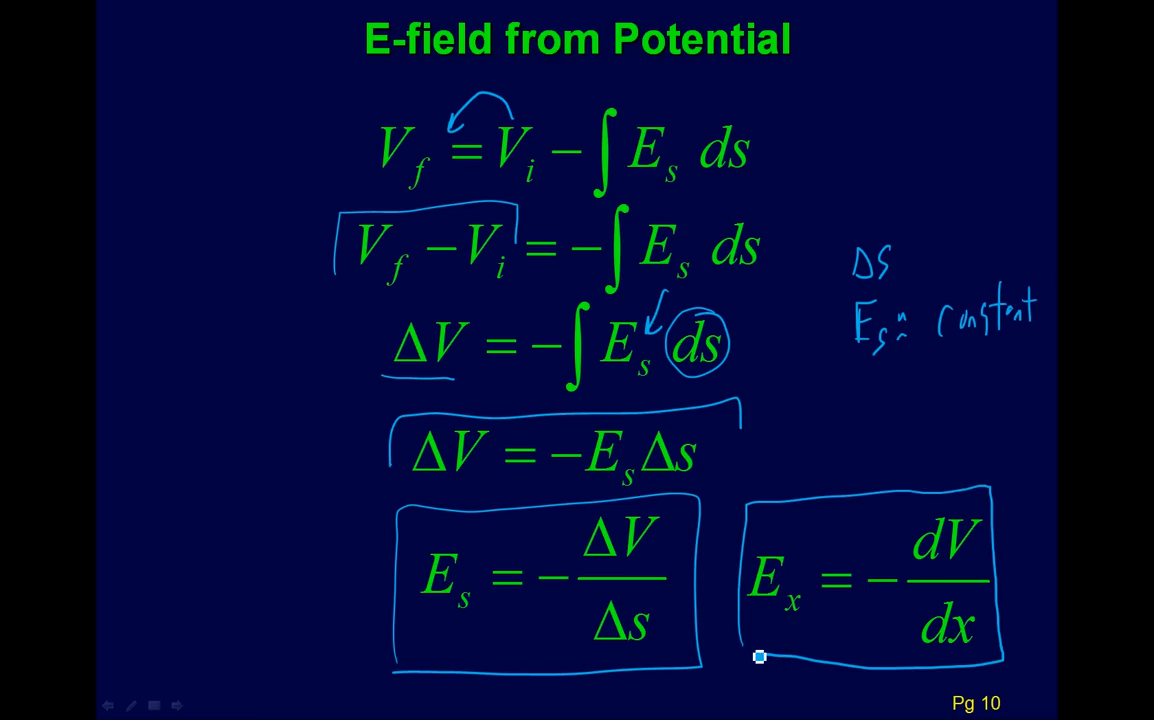 E-field from Potential
V_f = V_i − ∫ E_s ds
V_f − V_i = − ∫ E_s ds
ΔS
E_s ≈ constant
ΔV = − ∫ E_s ds
ΔV = −E_s Δs
E_s = − ΔV / Δs
E_x = − dV / dx
Pg 10